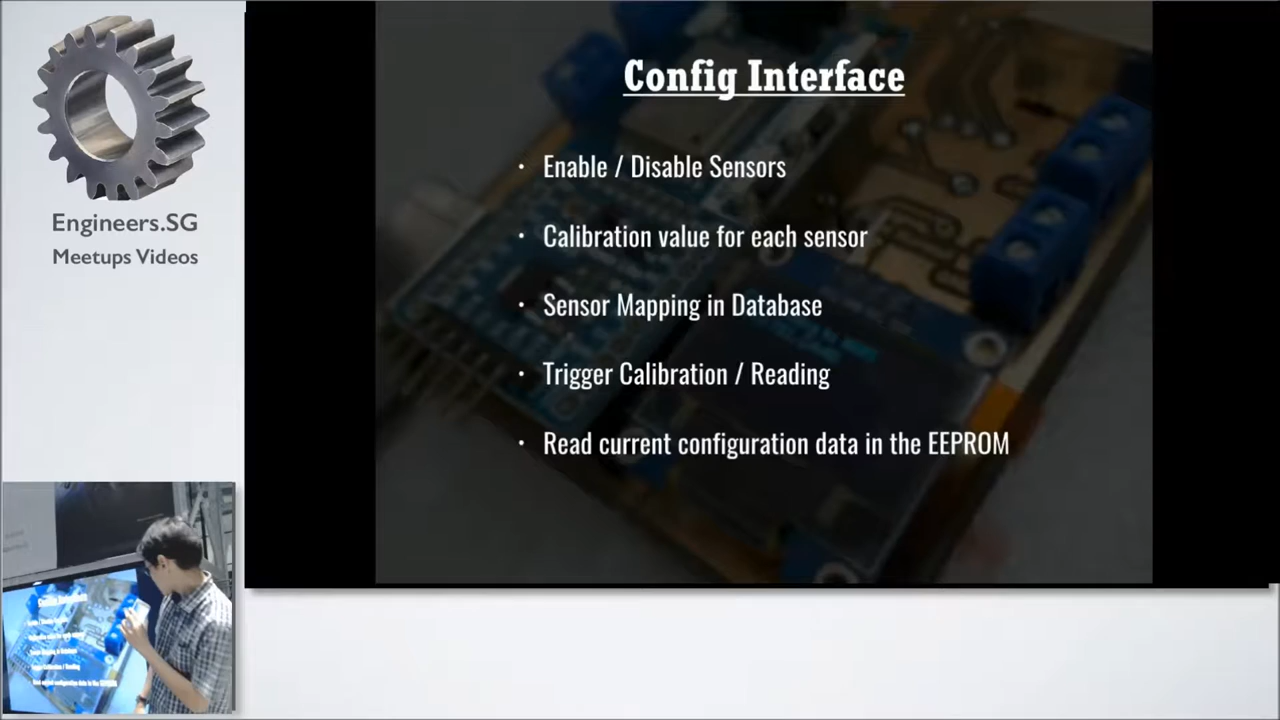 Engineers.SG
Meetups Videos
Config Interface
· Enable / Disable Sensors
· Calibration value for each sensor
· Sensor Mapping in Database
· Trigger Calibration / Reading
· Read current configuration data in the EEPROM